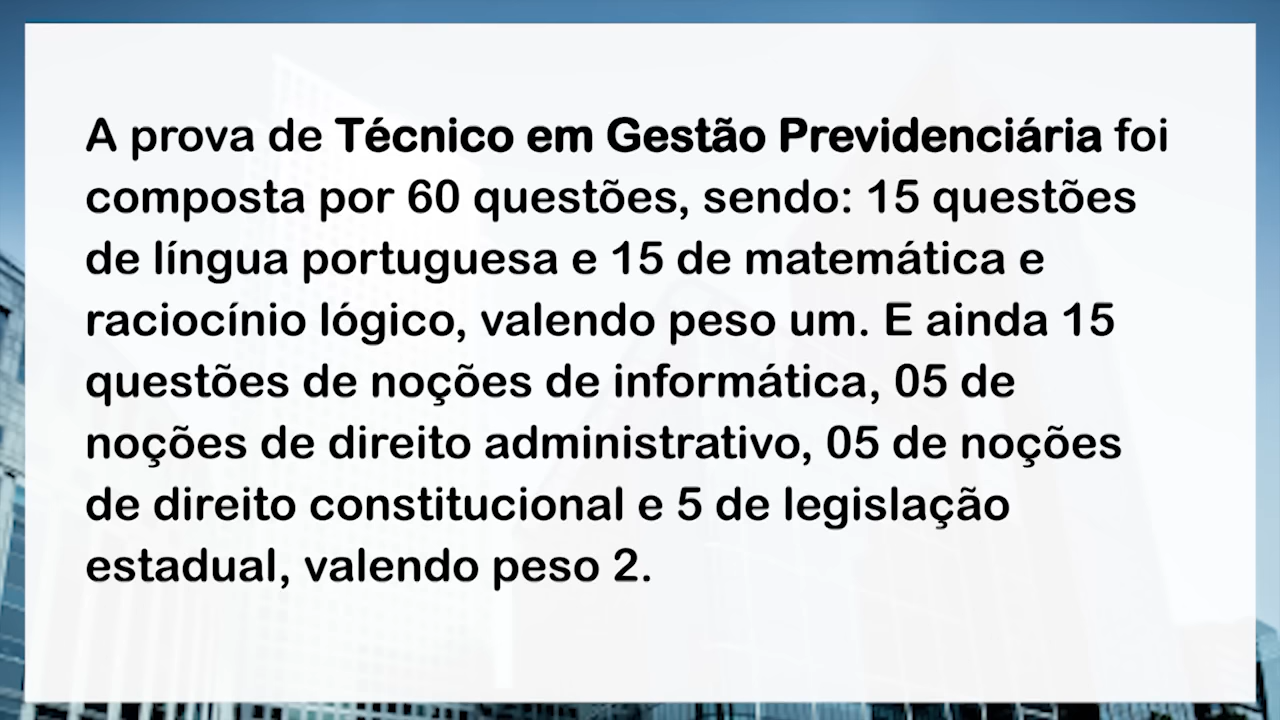 A prova de Técnico em Gestão Previdenciária foi
composta por 60 questões, sendo: 15 questões
de língua portuguesa e 15 de matemática e
raciocínio lógico, valendo peso um. E ainda 15
questões de noções de informática, 05 de
noções de direito administrativo, 05 de noções
de direito constitucional e 5 de legislação
estadual, valendo peso 2.